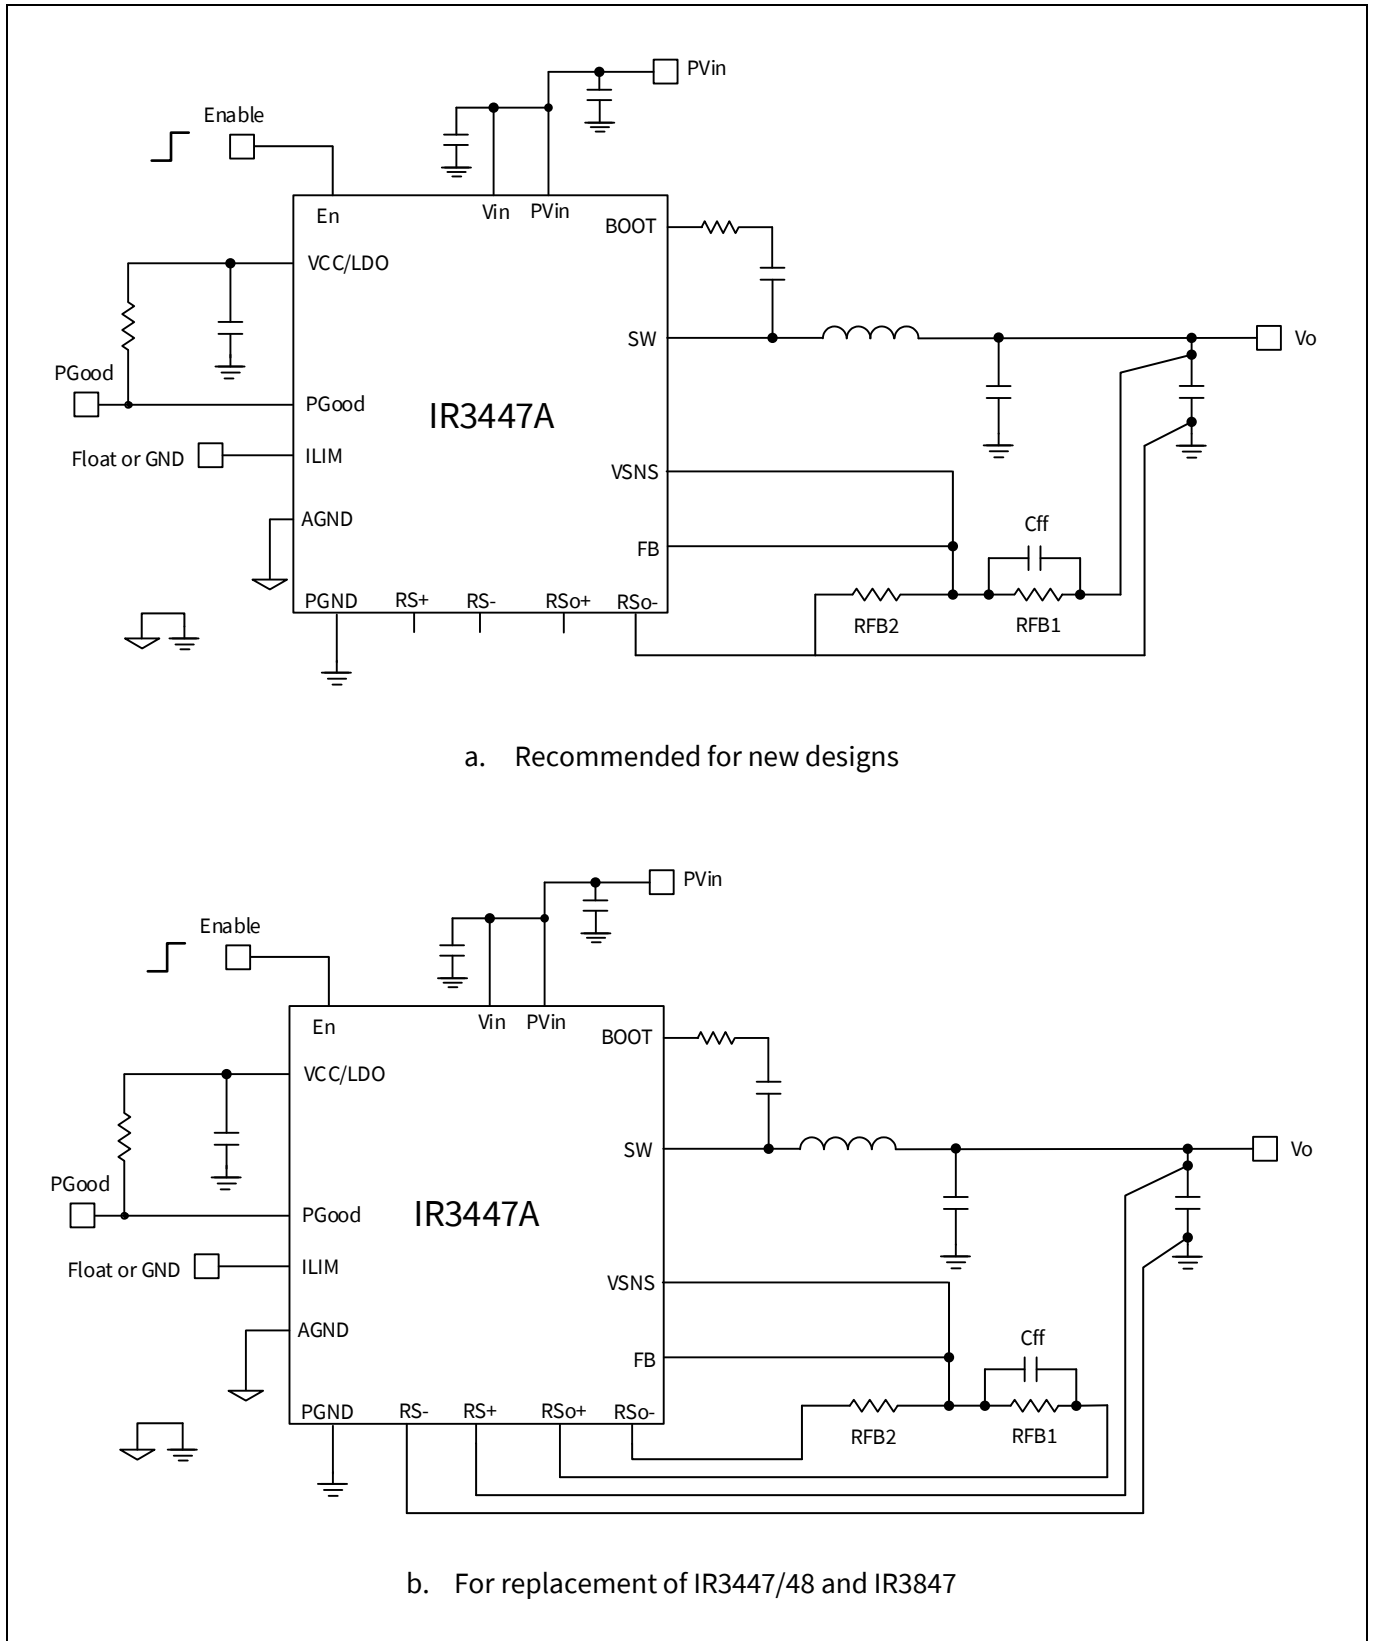 PVin
Enable
En
Vin
PVin
BOOT
VCC/LDO
SW
Vo
PGood
PGood
IR3447A
Float or GND
ILIM
VSNS
AGND
Cff
FB
PGND
RS+
RS-
RSo+
RSo-
RFB2
RFB1
a. Recommended for new designs
PVin
Enable
En
Vin
PVin
BOOT
VCC/LDO
SW
Vo
PGood
PGood
IR3447A
Float or GND
ILIM
VSNS
AGND
Cff
FB
PGND
RS-
RS+
RSo+
RSo-
RFB2
RFB1
b. For replacement of IR3447/48 and IR3847